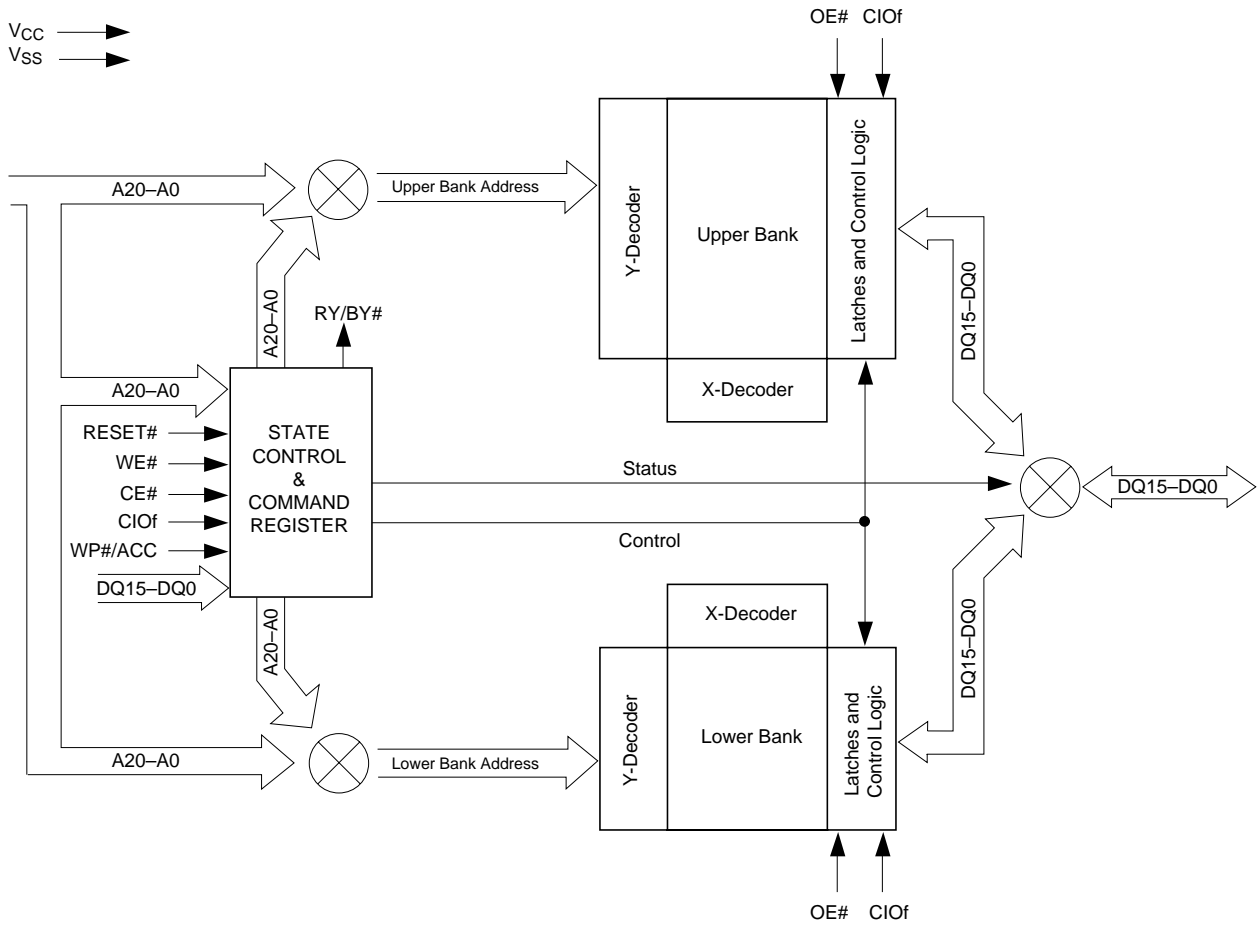 OE# CIOf
VCC
VSS
A20–A0
Upper Bank Address
Y-Decoder
Upper Bank
Latches and Control Logic
DQ15–DQ0
A20–A0
RY/BY#
X-Decoder
A20–A0
RESET#
WE#
CE#
CIOf
WP#/ACC
DQ15–DQ0
STATE
CONTROL
&
COMMAND
REGISTER
Status
Control
DQ15–DQ0
X-Decoder
A20–A0
DQ15–DQ0
Y-Decoder
Lower Bank
Latches and
Control Logic
A20–A0
Lower Bank Address
OE# CIOf